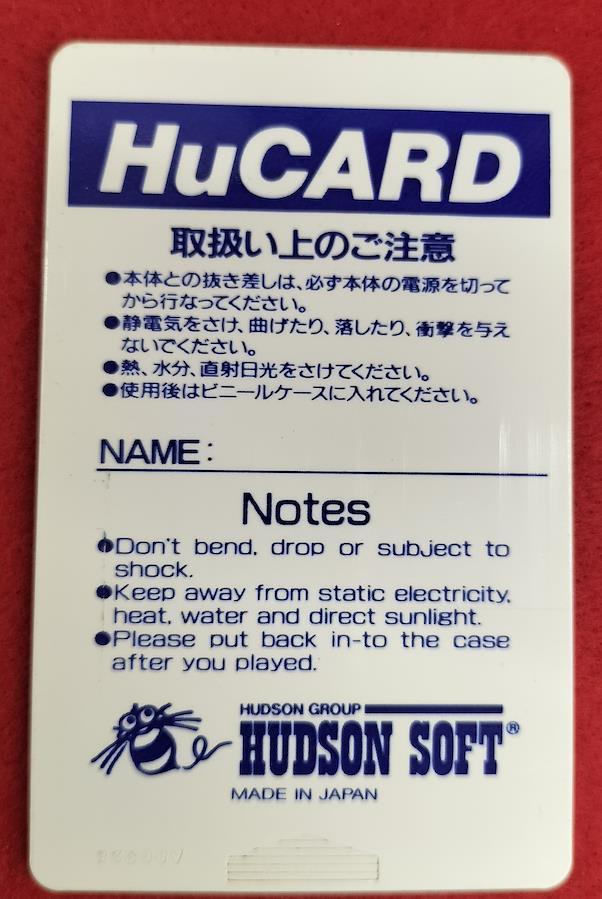 HuCARD
取扱い上のご注意
●本体との抜き差しは、必ず本体の電源を切って
から行なってください。
●静電気をさけ、曲げたり、落したり、衝撃を与え
ないでください。
●熱、水分、直射日光をさけてください。
●使用後はビニールケースに入れてください。
NAME:
Notes
●Don't bend, drop or subject to
shock.
●Keep away from static electricity,
heat, water and direct sunlight.
●Please put back in-to the case
after you played.
HUDSON GROUP
HUDSON SOFT®
MADE IN JAPAN